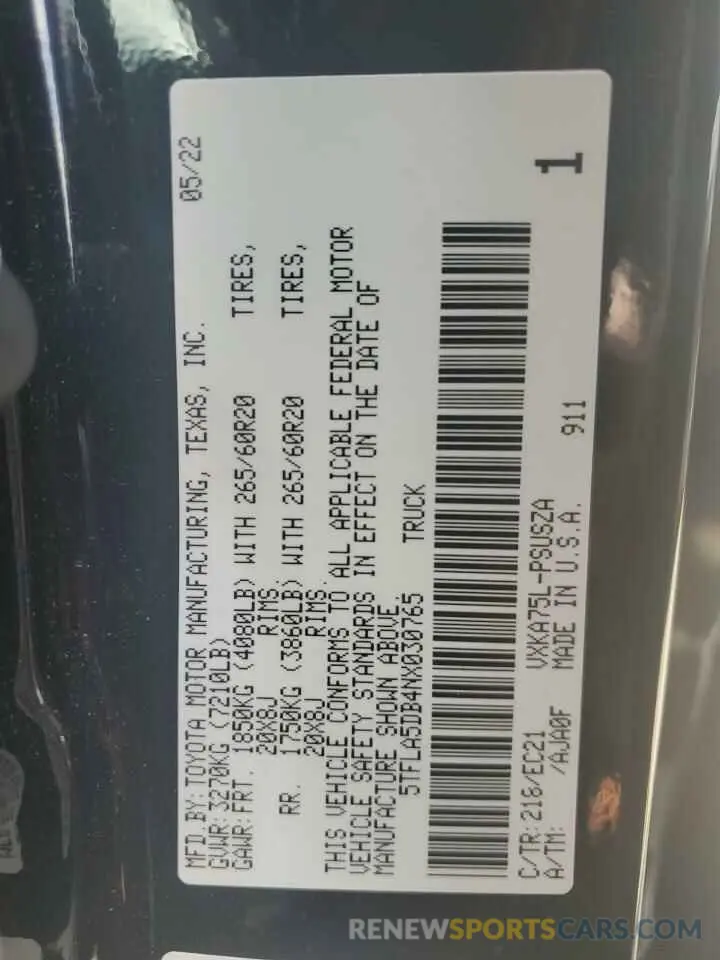 MFD.BY:TOYOTA MOTOR MANUFACTURING, TEXAS, INC. 05/22
GVWR:3270KG (7210LB)
GAWR:FRT. 1850KG (4080LB) WITH 265/60R20 TIRES,
20X8J RIMS.
RR. 1750KG (3860LB) WITH 265/60R20 TIRES,
20X8J RIMS.
THIS VEHICLE CONFORMS TO ALL APPLICABLE FEDERAL MOTOR
VEHICLE SAFETY STANDARDS IN EFFECT ON THE DATE OF
MANUFACTURE SHOWN ABOVE.
5TFLA5DB4NX030765 TRUCK
1
C/TR:218/EC21 VXKA75L-PSUSZA
A/TM: /AJA0F MADE IN U.S.A. 911
RENEWSPORTSCARS.COM